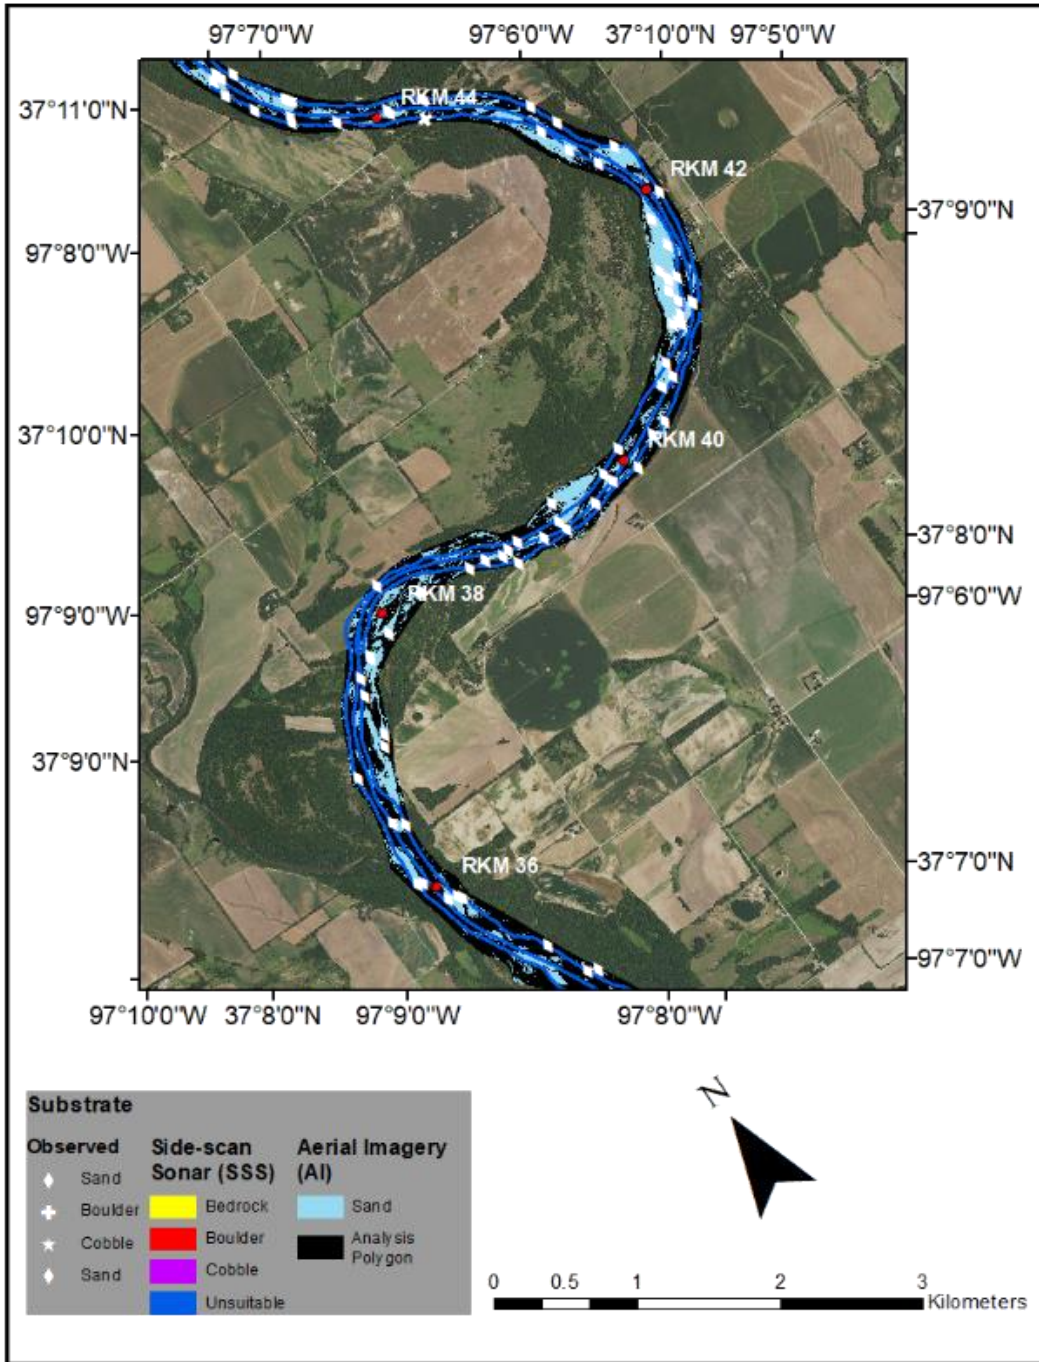 97°7'0"W 97°6'0"W 37°10'0"N 97°5'0"W
37°11'0"N
RKM 44
RKM 42
37°9'0"N
97°8'0"W
37°10'0"N
RKM 40
37°8'0"N
RKM 38
97°6'0"W
97°9'0"W
37°9'0"N
RKM 36
37°7'0"N
97°7'0"W
97°10'0"W 37°8'0"N 97°9'0"W 97°8'0"W
N
Substrate
Observed
Sand
Boulder
Cobble
Sand
Side-scan
Sonar (SSS)
Bedrock
Boulder
Cobble
Unsuitable
Aerial Imagery
(AI)
Sand
Analysis
Polygon
0 0.5 1 2 3
Kilometers